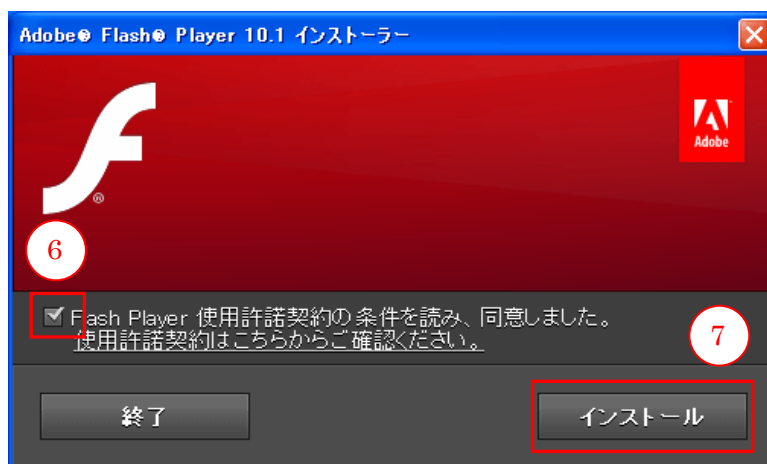 Adobe® Flash® Player 10.1 インストーラー
®
Adobe
6
Flash Player 使用許諾契約の条件を読み、同意しました。
使用許諾契約はこちらからご確認ください。
7
終了
インストール